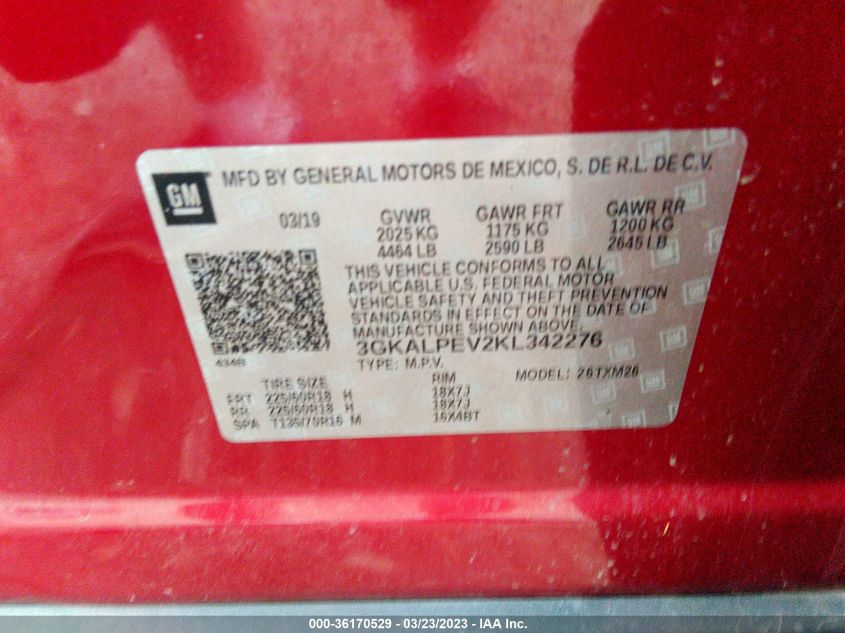 GM
MFD BY GENERAL MOTORS DE MEXICO, S. DE R.L. DE C.V.
03/19 GVWR GAWR FRT GAWR RR
2025 KG 1175 KG 1200 KG
4464 LB 2590 LB 2645 LB
THIS VEHICLE CONFORMS TO ALL
APPLICABLE U.S. FEDERAL MOTOR
VEHICLE SAFETY AND THEFT PREVENTION
STANDARDS IN EFFECT ON THE DATE OF
MANUFACTURE SHOWN ABOVE.
3GKALPEV2KL342276
434B
TYPE: M.P.V. MODEL: 26TXM26
TIRE SIZE RIM
FRT 225/60R18 H 18X7J
RR 225/60R18 H 18X7J
SPA T135/70R16 M 16X4BT
000-36170529 — 03/23/2023 — IAA Inc.